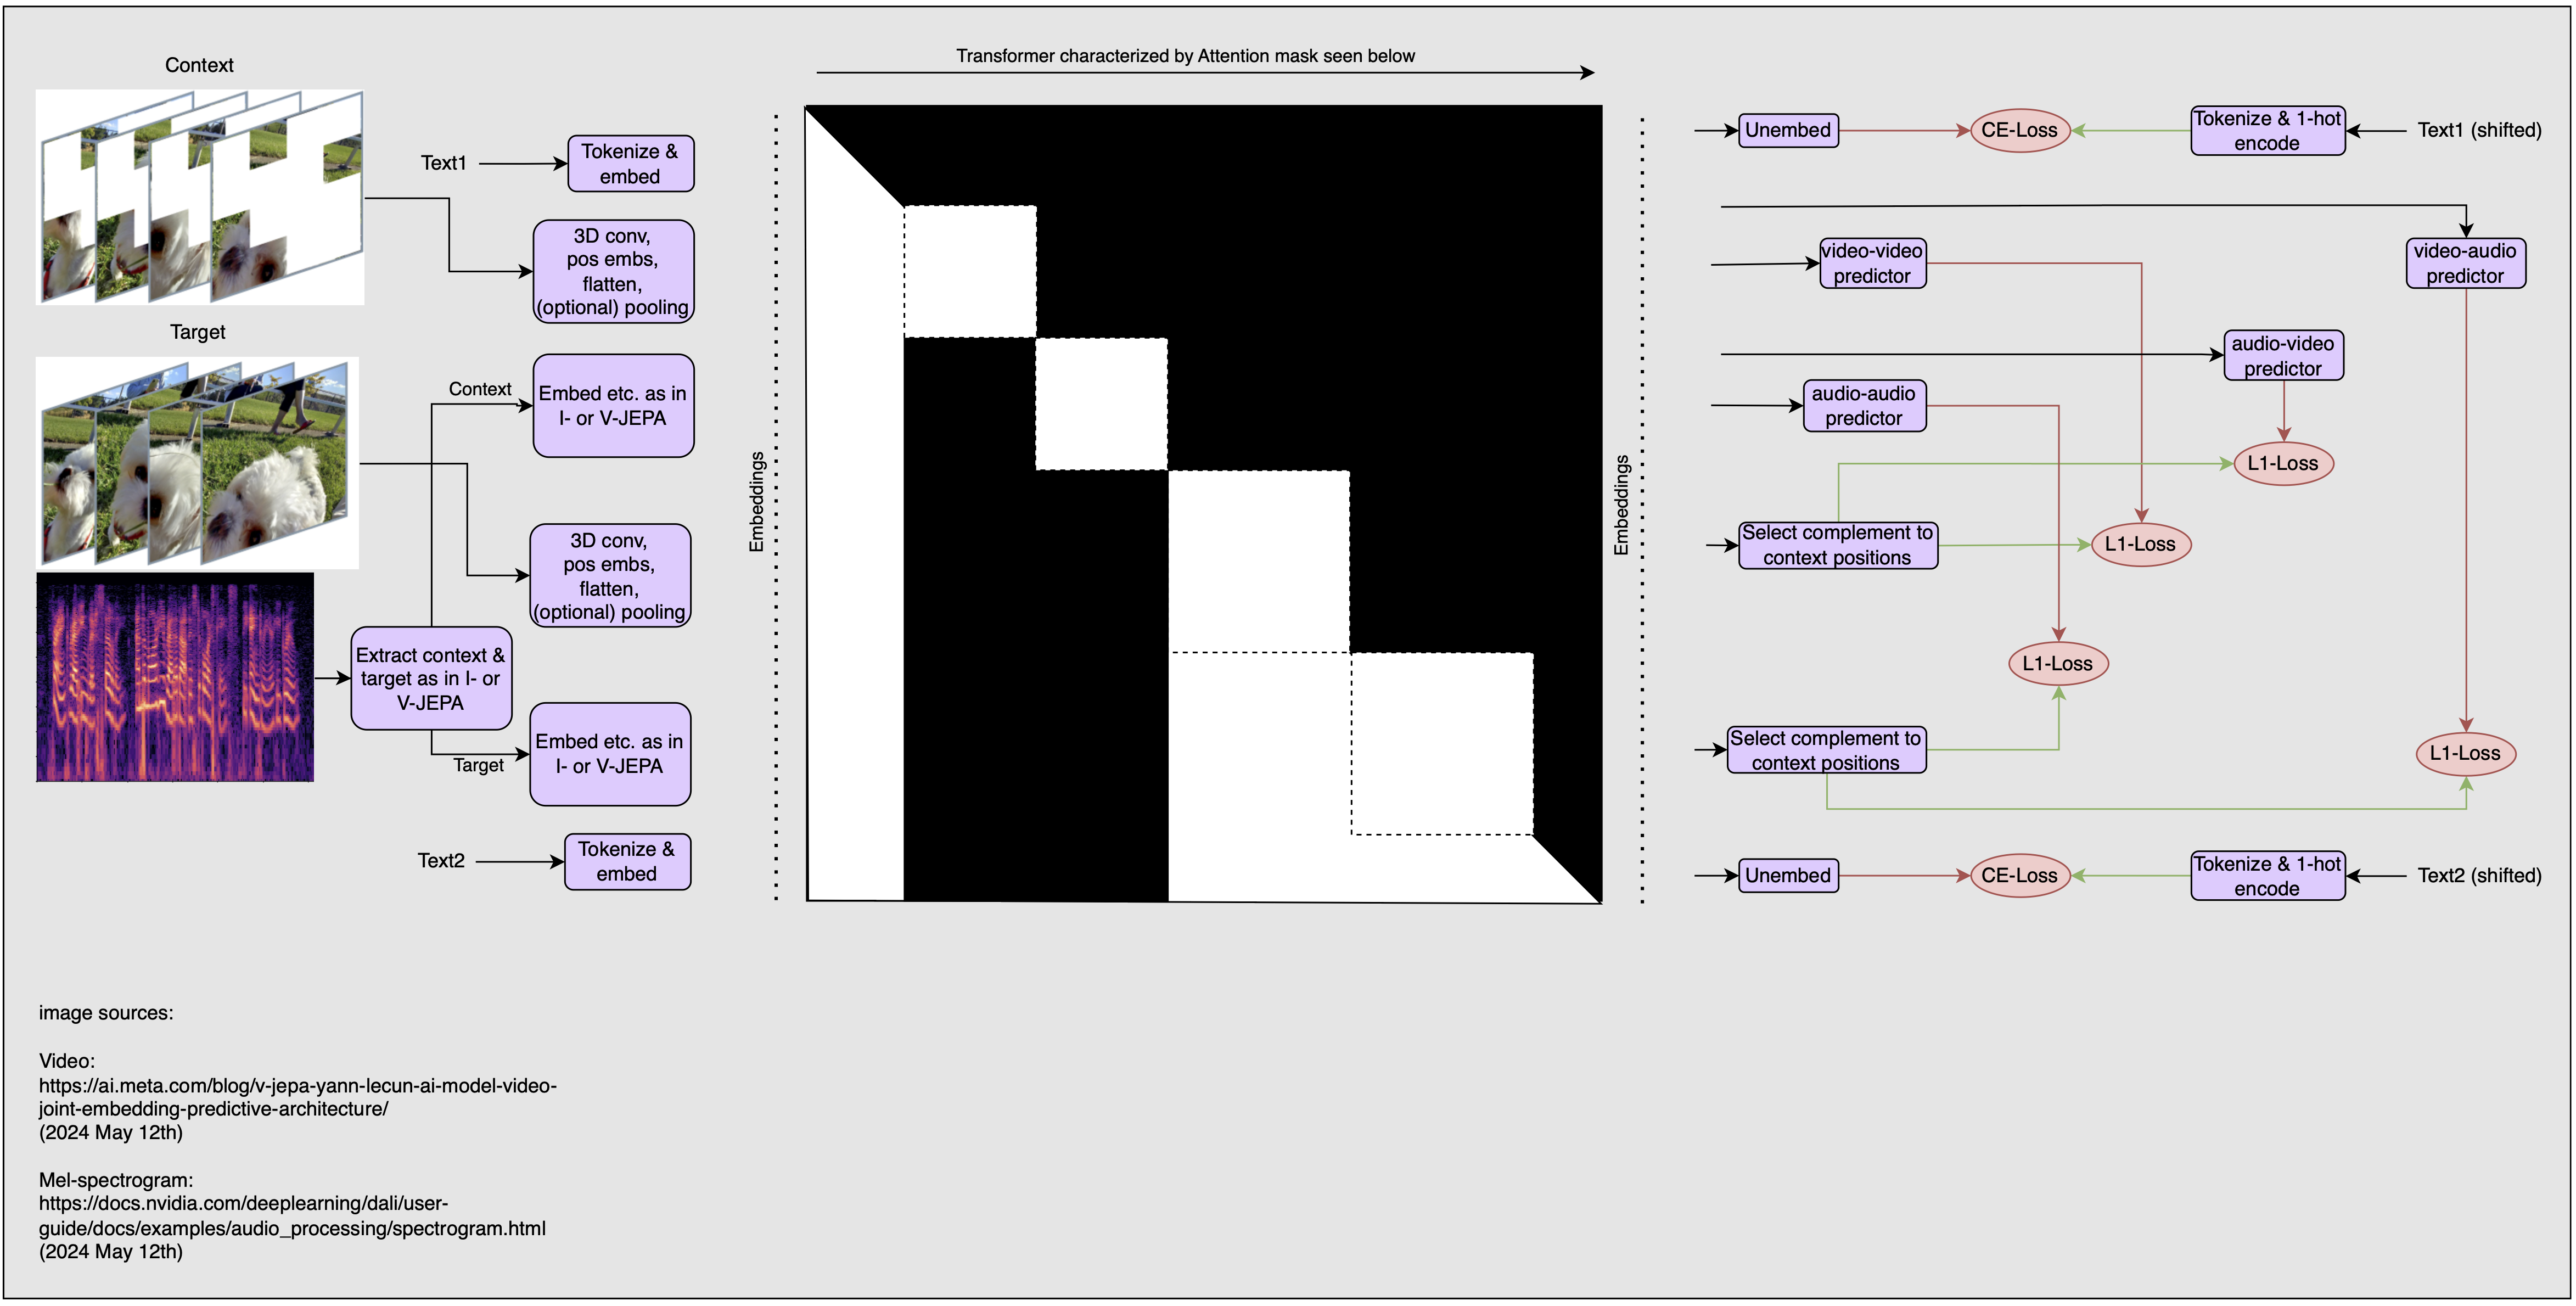 Context
Text1
Tokenize &
embed
3D conv,
pos embs,
flatten,
(optional) pooling
Target
Context
Embed etc. as in
I- or V-JEPA
3D conv,
pos embs,
flatten,
(optional) pooling
Extract context &
target as in I- or
V-JEPA
Target
Embed etc. as in
I- or V-JEPA
Text2
Tokenize &
embed
Embeddings
Transformer characterized by Attention mask seen below
Embeddings
Unembed
CE-Loss
Tokenize & 1-hot
encode
Text1 (shifted)
video-video
predictor
video-audio
predictor
audio-video
predictor
audio-audio
predictor
L1-Loss
Select complement to
context positions
L1-Loss
L1-Loss
Select complement to
context positions
L1-Loss
Unembed
CE-Loss
Tokenize & 1-hot
encode
Text2 (shifted)
image sources:
Video:
https://ai.meta.com/blog/v-jepa-yann-lecun-ai-model-video-
joint-embedding-predictive-architecture/
(2024 May 12th)
Mel-spectrogram:
https://docs.nvidia.com/deeplearning/dali/user-
guide/docs/examples/audio_processing/spectrogram.html
(2024 May 12th)